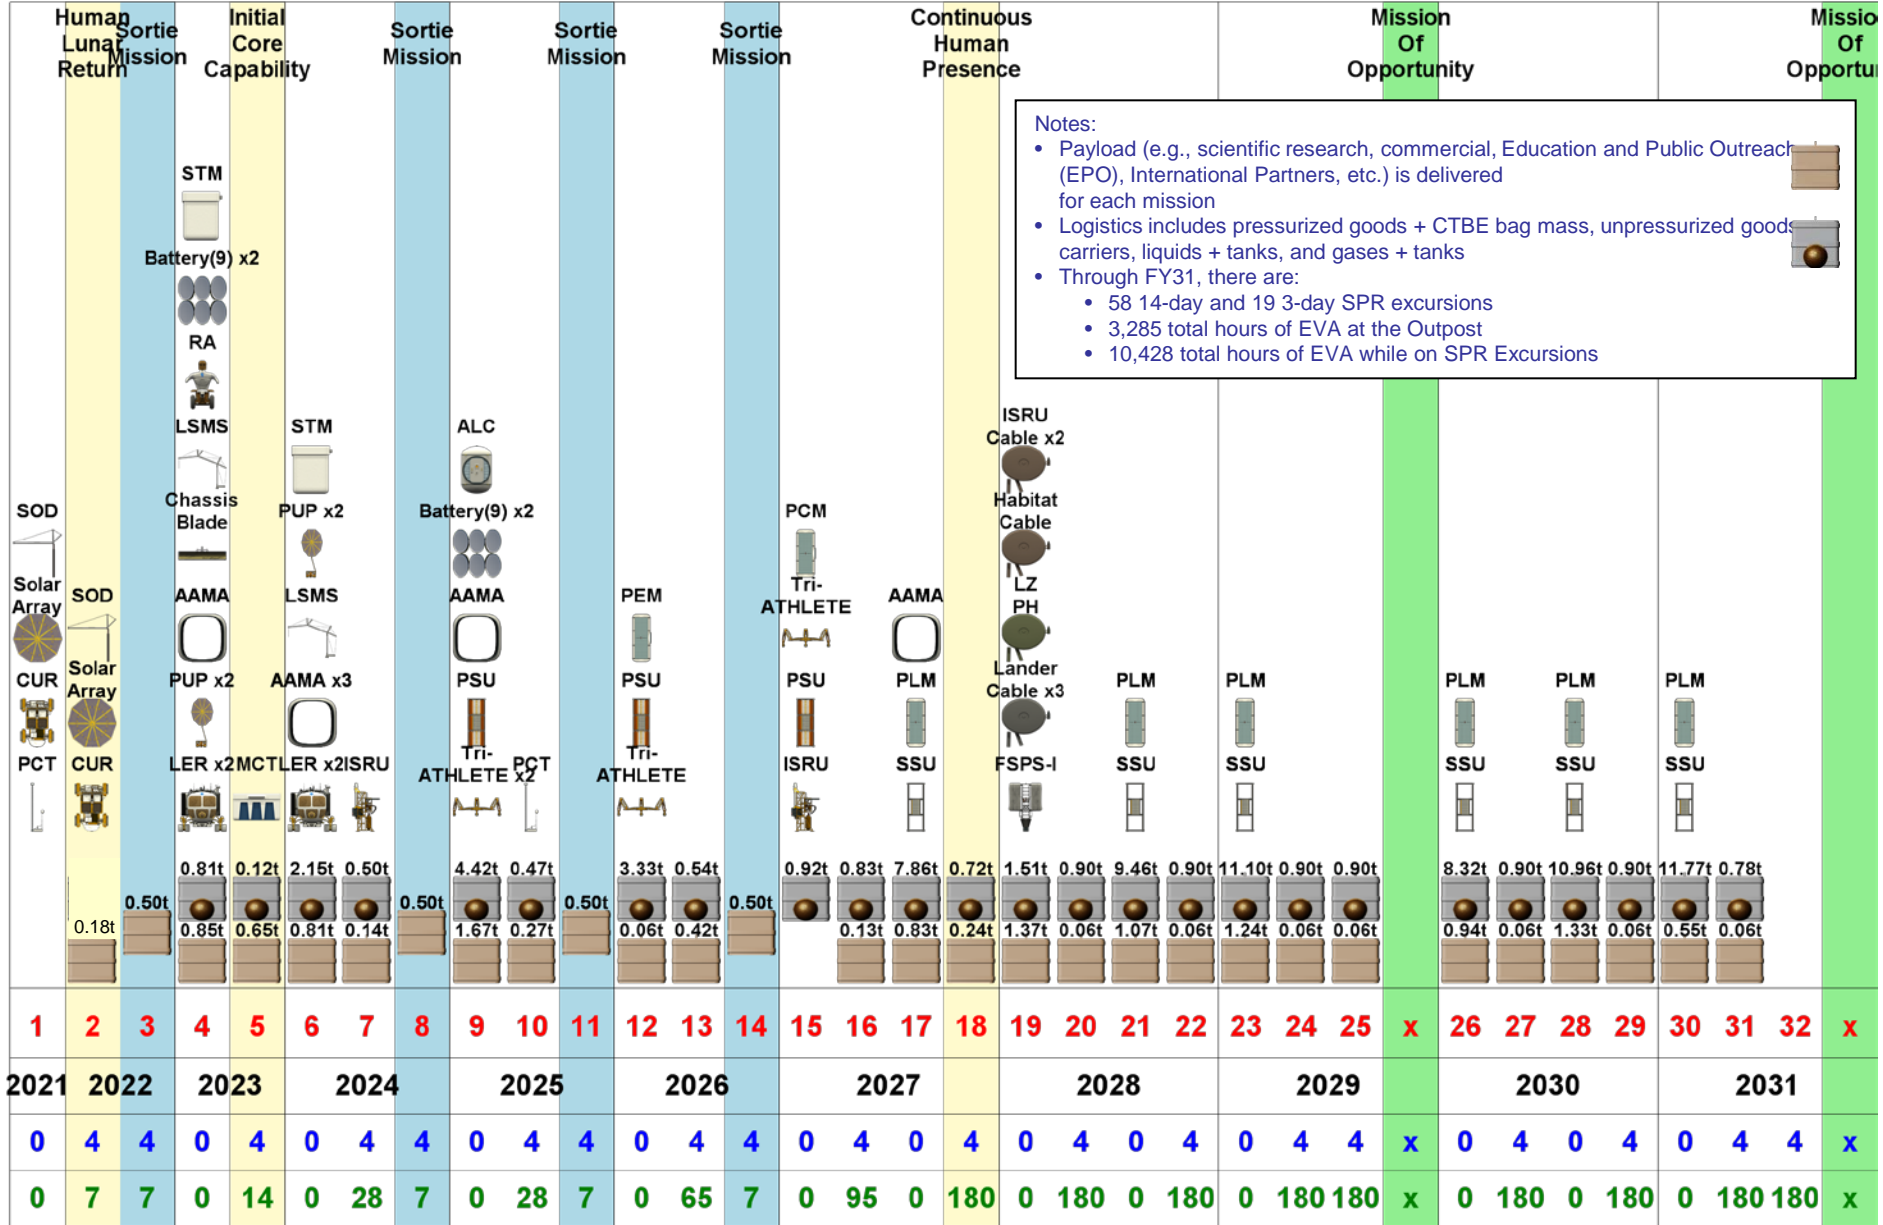 Human
Lunar
Return
Sortie
Mission
Initial
Core
Capability
Sortie
Mission
Sortie
Mission
Sortie
Mission
Continuous
Human
Presence
Mission
Of
Opportunity
Missio
Of
Opportu
Notes:
• Payload (e.g., scientific research, commercial, Education and Public Outreach
(EPO), International Partners, etc.) is delivered
for each mission
• Logistics includes pressurized goods + CTBE bag mass, unpressurized goods
carriers, liquids + tanks, and gases + tanks
• Through FY31, there are:
• 58 14-day and 19 3-day SPR excursions
• 3,285 total hours of EVA at the Outpost
• 10,428 total hours of EVA while on SPR Excursions
STM
Battery(9) x2
RA
LSMS STM ALC ISRU
Cable x2
SOD Chassis
Blade PUP x2 Battery(9) x2 PCM Habitat
Cable
Solar
Array SOD AAMA LSMS AAMA PEM Tri-
ATHLETE AAMA LZ
PH
CUR Solar
Array PUP x2 AAMA x3 PSU PSU PSU PLM Lander
Cable x3 PLM PLM PLM PLM PLM
PCT CUR LER x2 MCT LER x2 ISRU Tri-
ATHLETE x2 PCT Tri-
ATHLETE ISRU SSU FSPS-I SSU SSU SSU SSU SSU
0.81t 0.12t 2.15t 0.50t 4.42t 0.47t 3.33t 0.54t 0.92t 0.83t 7.86t 0.72t 1.51t 0.90t 9.46t 0.90t 11.10t 0.90t 0.90t 8.32t 0.90t 10.96t 0.90t 11.77t 0.78t
0.50t 0.50t 0.50t 0.50t
0.18t 0.85t 0.65t 0.81t 0.14t 1.67t 0.27t 0.06t 0.42t 0.13t 0.83t 0.24t 1.37t 0.06t 1.07t 0.06t 1.24t 0.06t 0.06t 0.94t 0.06t 1.33t 0.06t 0.55t 0.06t
1 2 3 4 5 6 7 8 9 10 11 12 13 14 15 16 17 18 19 20 21 22 23 24 25 x 26 27 28 29 30 31 32 x
2021 2022 2023 2024 2025 2026 2027 2028 2029 2030 2031
0 4 4 0 4 0 4 4 0 4 4 0 4 4 0 4 0 4 0 4 0 4 0 4 4 x 0 4 0 4 0 4 4 x
0 7 7 0 14 0 28 7 0 28 7 0 65 7 0 95 0 180 0 180 0 180 0 180 180 x 0 180 0 180 0 180 180 x